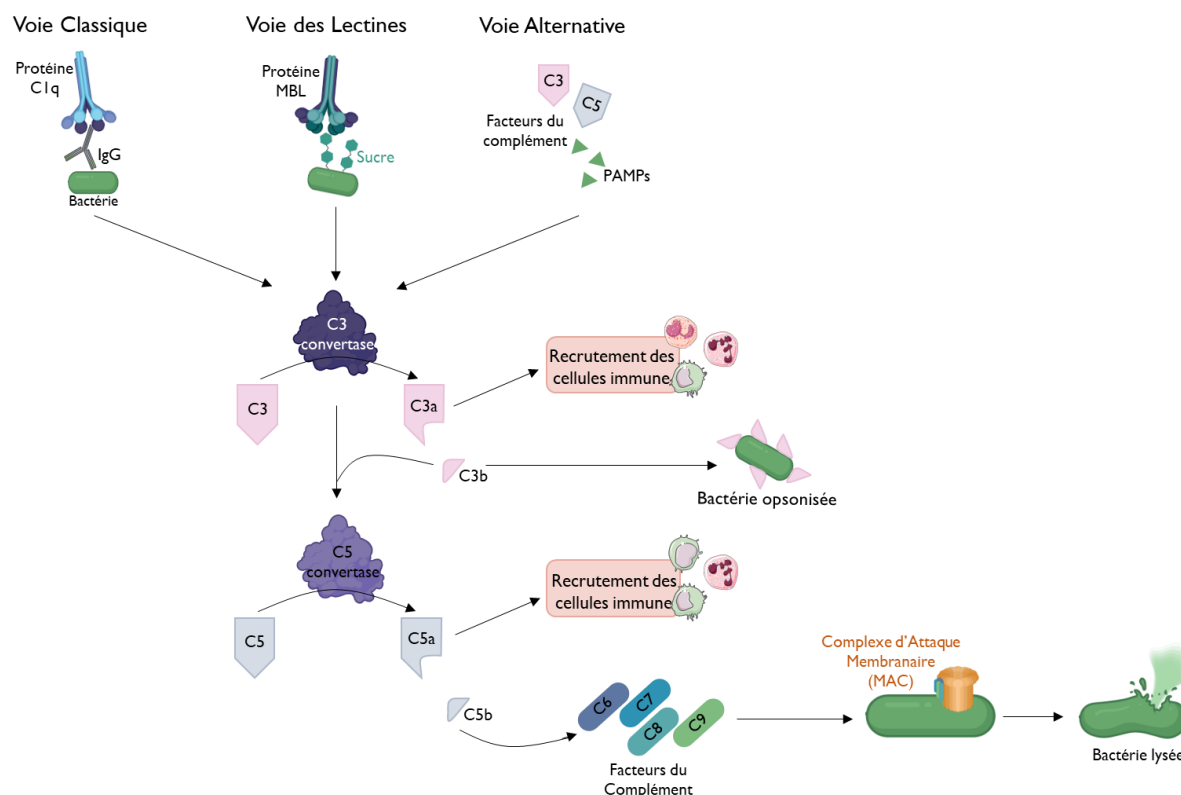 Voie Classique
Voie des Lectines
Voie Alternative
Protéine
C1q
IgG
Bactérie
Protéine
MBL
Sucre
C3
C5
Facteurs du
complément
PAMPs
C3
convertase
C3
C3a
Recrutement des
cellules immune
C3b
Bactérie opsonisée
C5
convertase
C5
C5a
Recrutement des
cellules immune
C5b
C6
C7
C8
C9
Facteurs du
Complément
Complexe d'Attaque
Membranaire
(MAC)
Bactérie lysée